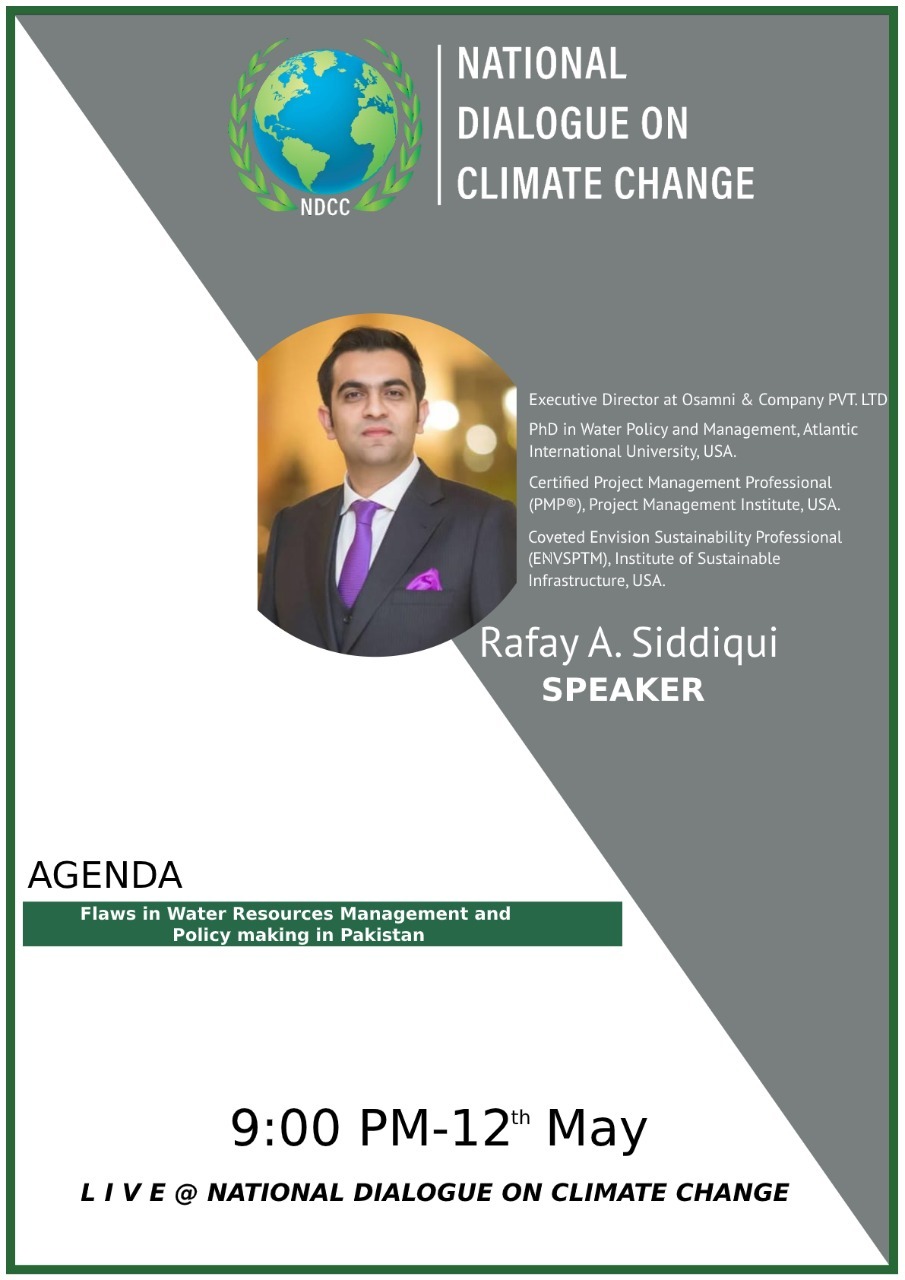 NATIONAL
DIALOGUE ON
CLIMATE CHANGE
NDCC
Executive Director at Osamni & Company PVT. LTD
PhD in Water Policy and Management, Atlantic
International University, USA.
Certified Project Management Professional
(PMP®), Project Management Institute, USA.
Coveted Envision Sustainability Professional
(ENVSPTM), Institute of Sustainable
Infrastructure, USA.
Rafay A. Siddiqui
SPEAKER
AGENDA
Flaws in Water Resources Management and
Policy making in Pakistan
9:00 PM-12th May
L I V E @ NATIONAL DIALOGUE ON CLIMATE CHANGE